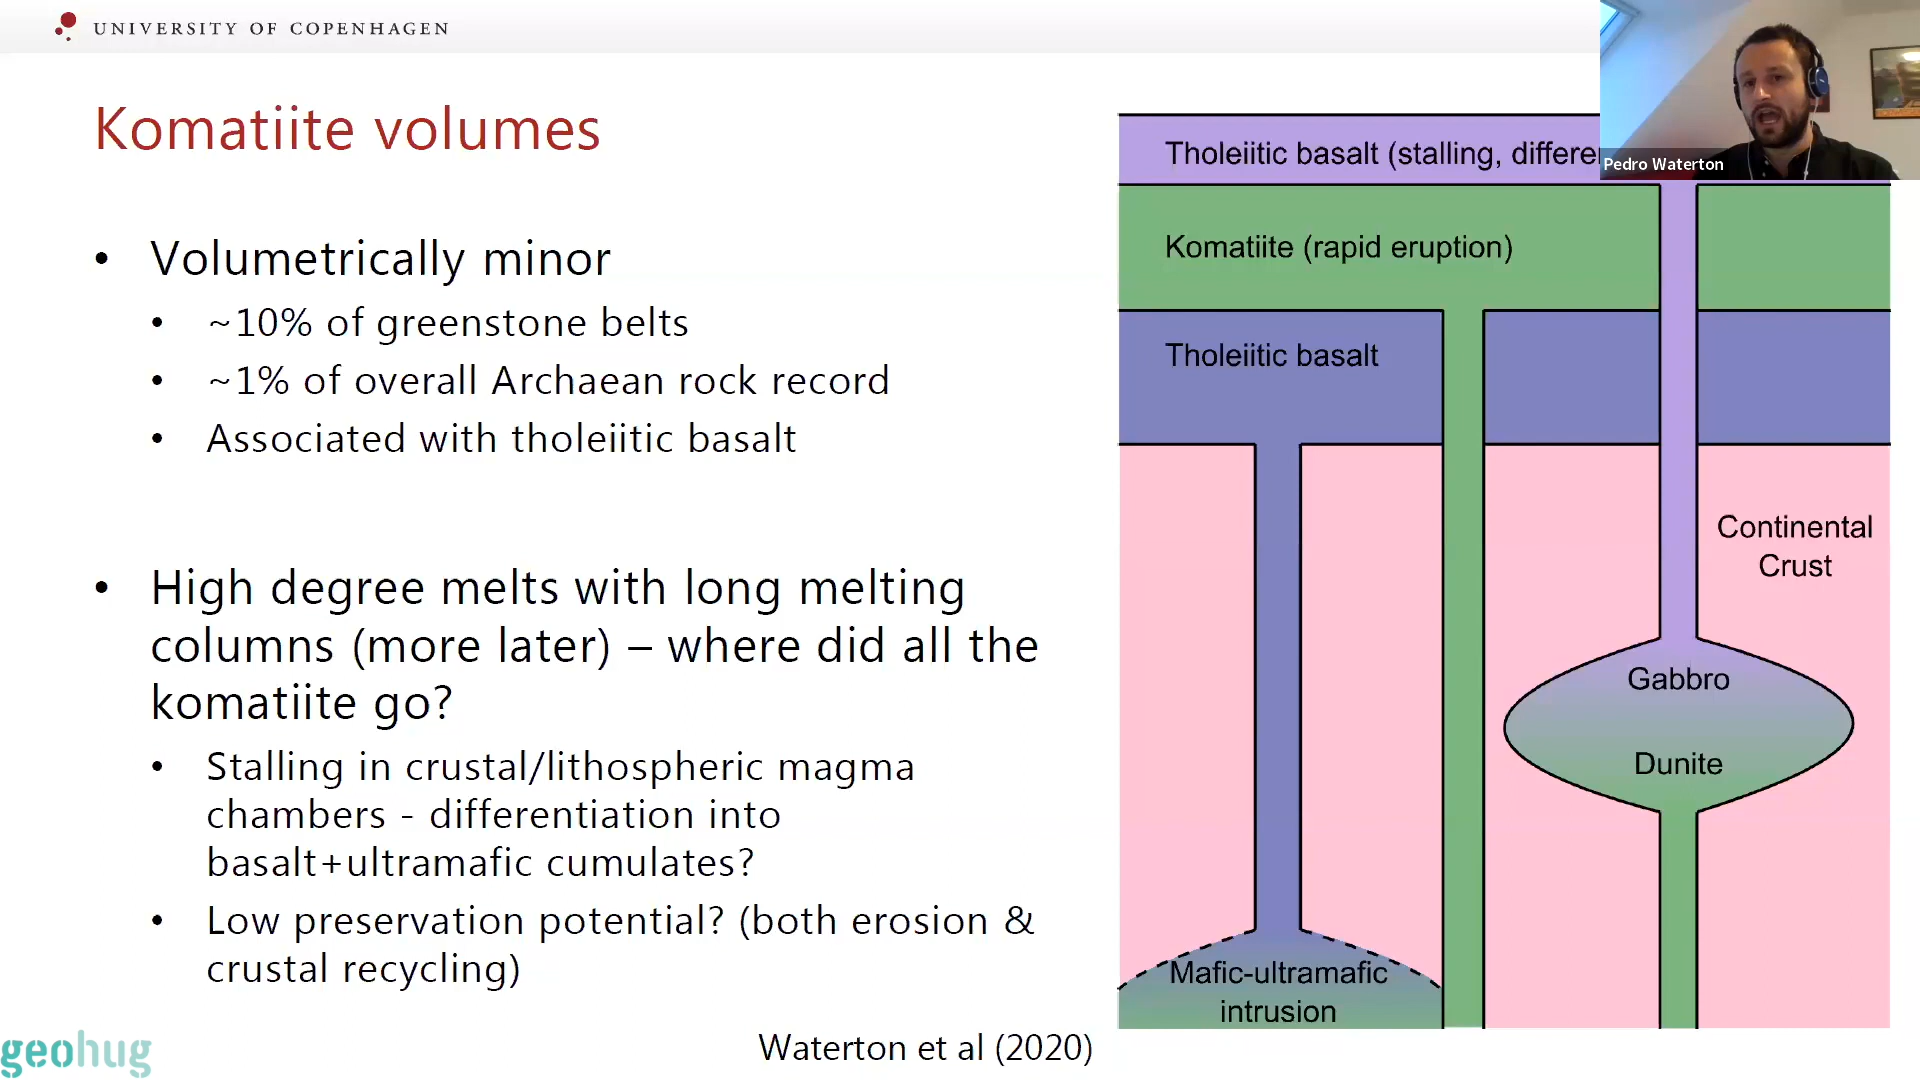 UNIVERSITY OF COPENHAGEN
Komatiite volumes
• Volumetrically minor
• ~10% of greenstone belts
• ~1% of overall Archaean rock record
• Associated with tholeiitic basalt
• High degree melts with long melting
columns (more later) – where did all the
komatiite go?
• Stalling in crustal/lithospheric magma
chambers - differentiation into
basalt+ultramafic cumulates?
• Low preservation potential? (both erosion &
crustal recycling)
Waterton et al (2020)
geohug
Tholeiitic basalt (stalling,
Pedro Waterton
Komatiite (rapid eruption)
Tholeiitic basalt
Continental
Crust
Gabbro
Dunite
Mafic-ultramafic
intrusion